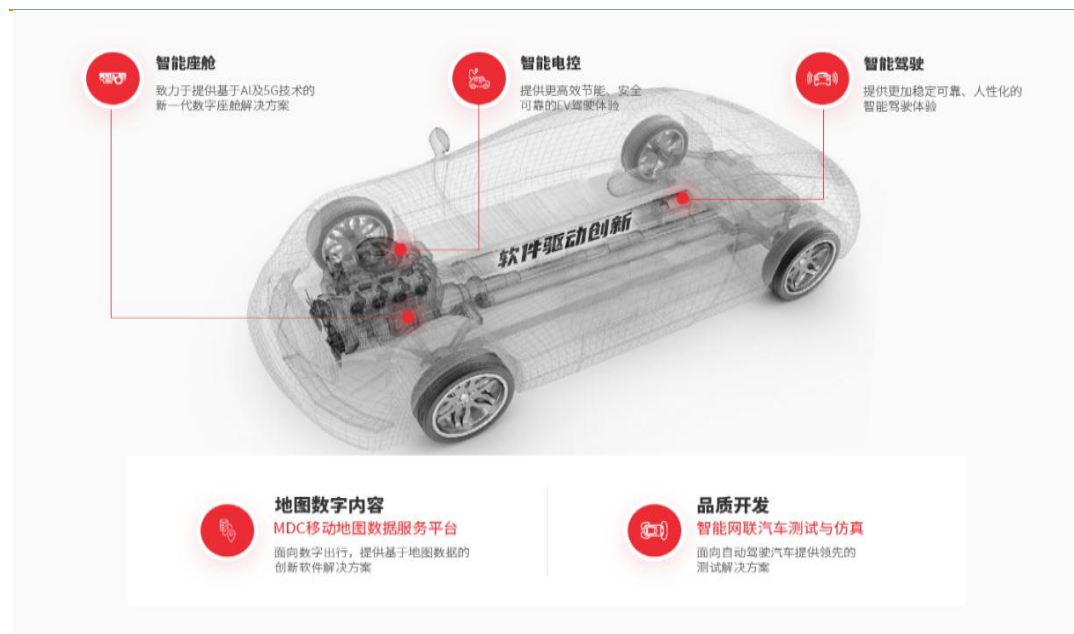 智能座舱
致力于提供基于AI及5G技术的
新一代数字座舱解决方案
智能电控
提供更高效节能、安全
可靠的EV驾驶体验
智能驾驶
提供更加稳定可靠、人性化的
智能驾驶体验
软件驱动创新
地图数字内容
MDC移动地图数据服务平台
面向数字出行，提供基于地图数据的
创新软件解决方案
品质开发
智能网联汽车测试与仿真
面向自动驾驶汽车提供领先的
测试解决方案